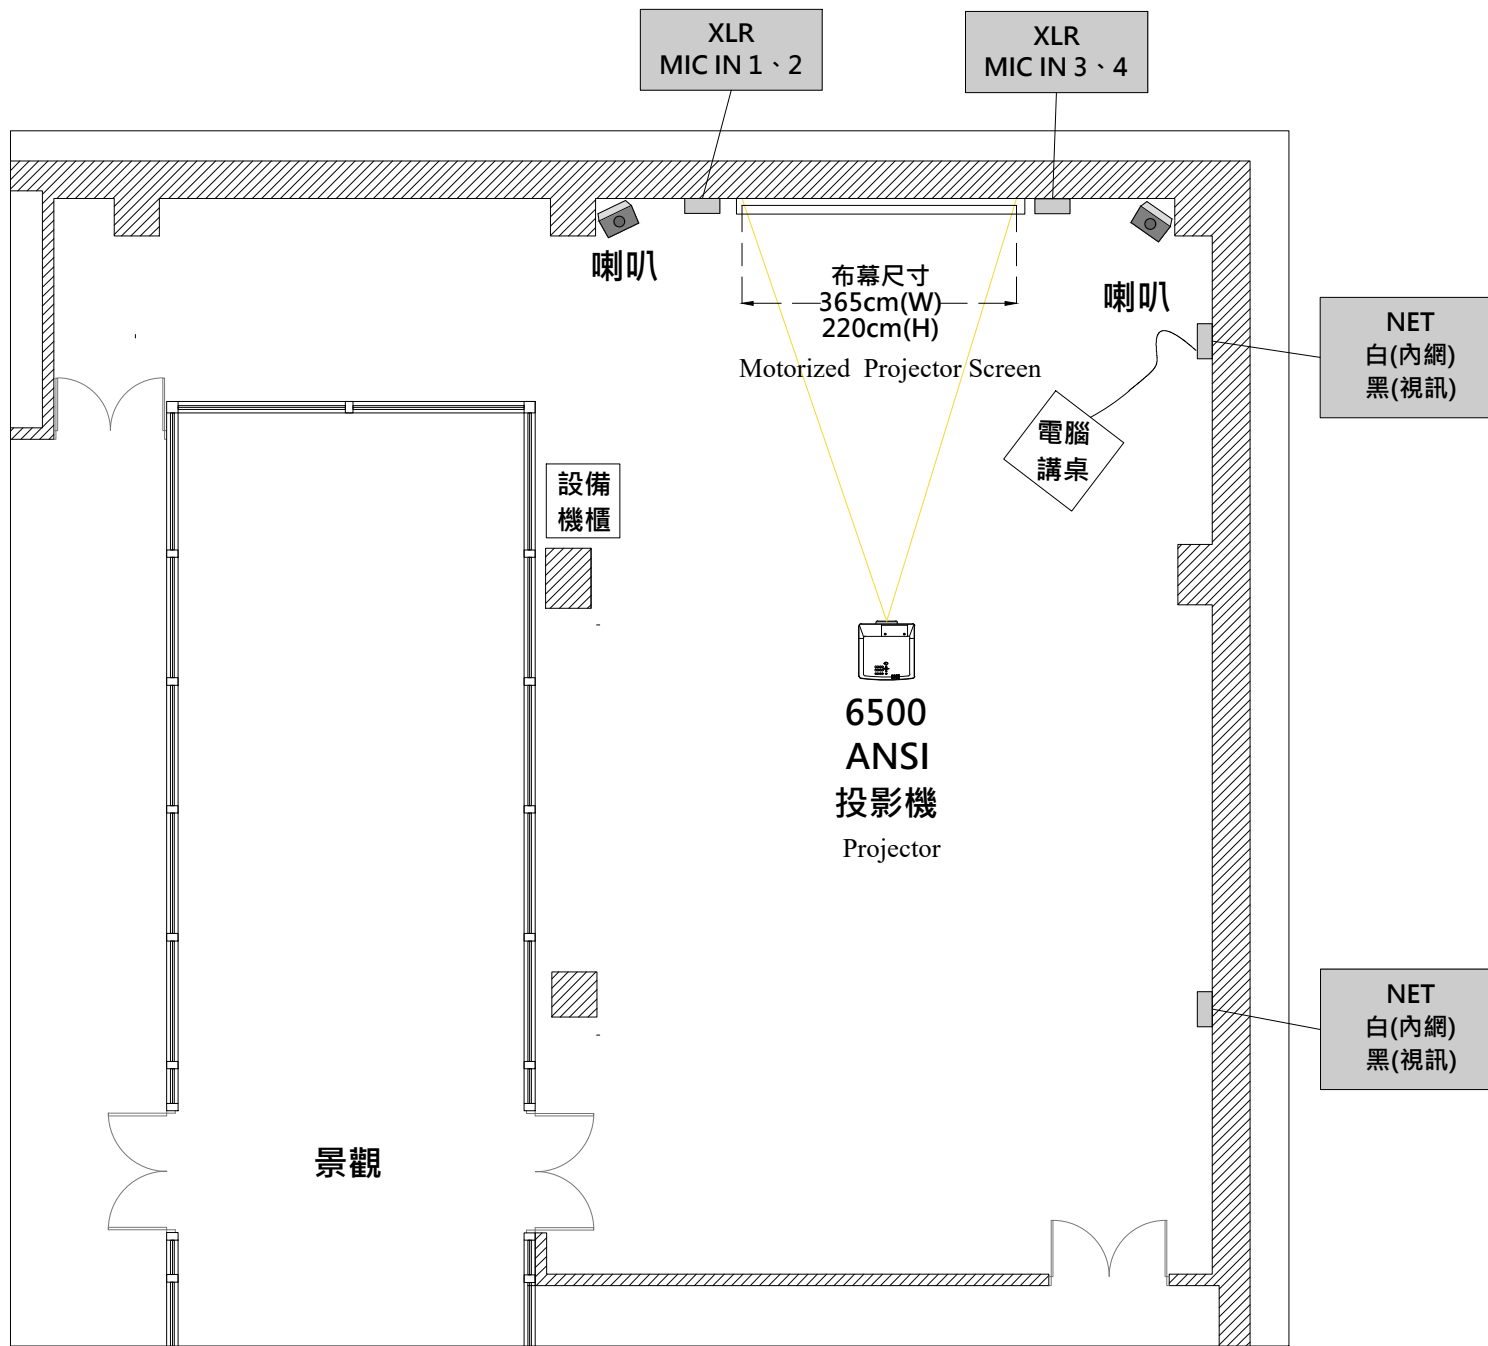 XLR
MIC IN 1、2
XLR
MIC IN 3、4
喇叭
布幕尺寸
365cm(W)
220cm(H)
Motorized Projector Screen
喇叭
NET
白(內網)
黑(視訊)
電腦
講桌
設備
機櫃
6500
ANSI
投影機
Projector
NET
白(內網)
黑(視訊)
景觀